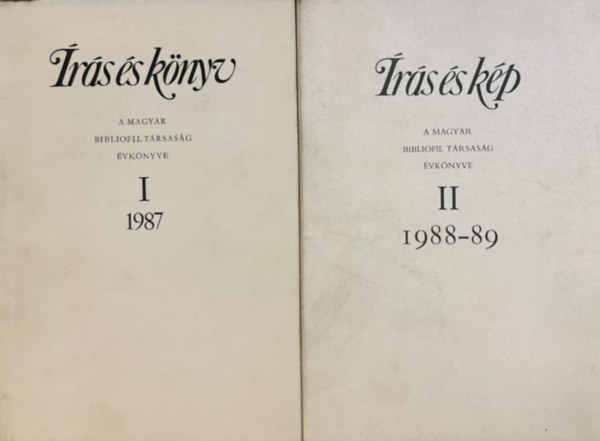 Írás és könyv
A MAGYAR
BIBLIOFIL TÁRSASÁG
ÉVKÖNYVE
I
1987
Írás és kép
A MAGYAR
BIBLIOFIL TÁRSASÁG
ÉVKÖNYVE
II
1988-89